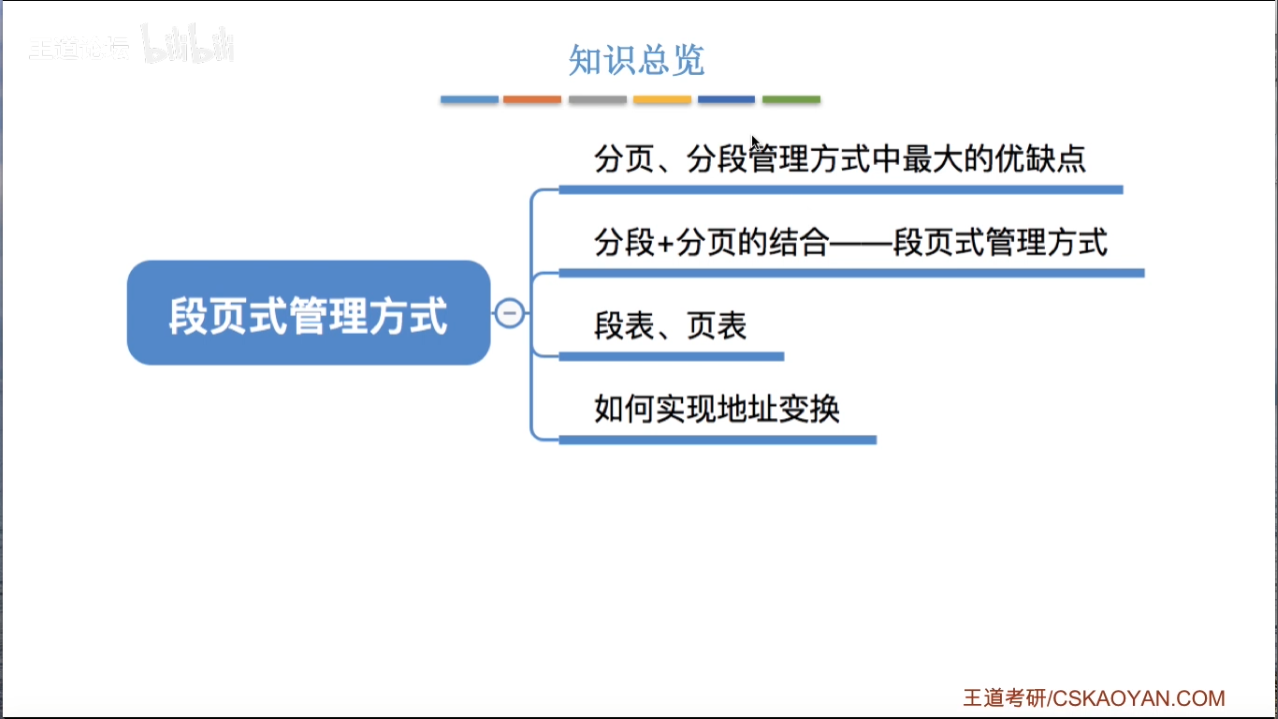 王道论坛 bilibili
知识总览
分页、分段管理方式中最大的优缺点
分段+分页的结合——段页式管理方式
段页式管理方式
段表、页表
如何实现地址变换
王道考研/CSKAOYAN.COM